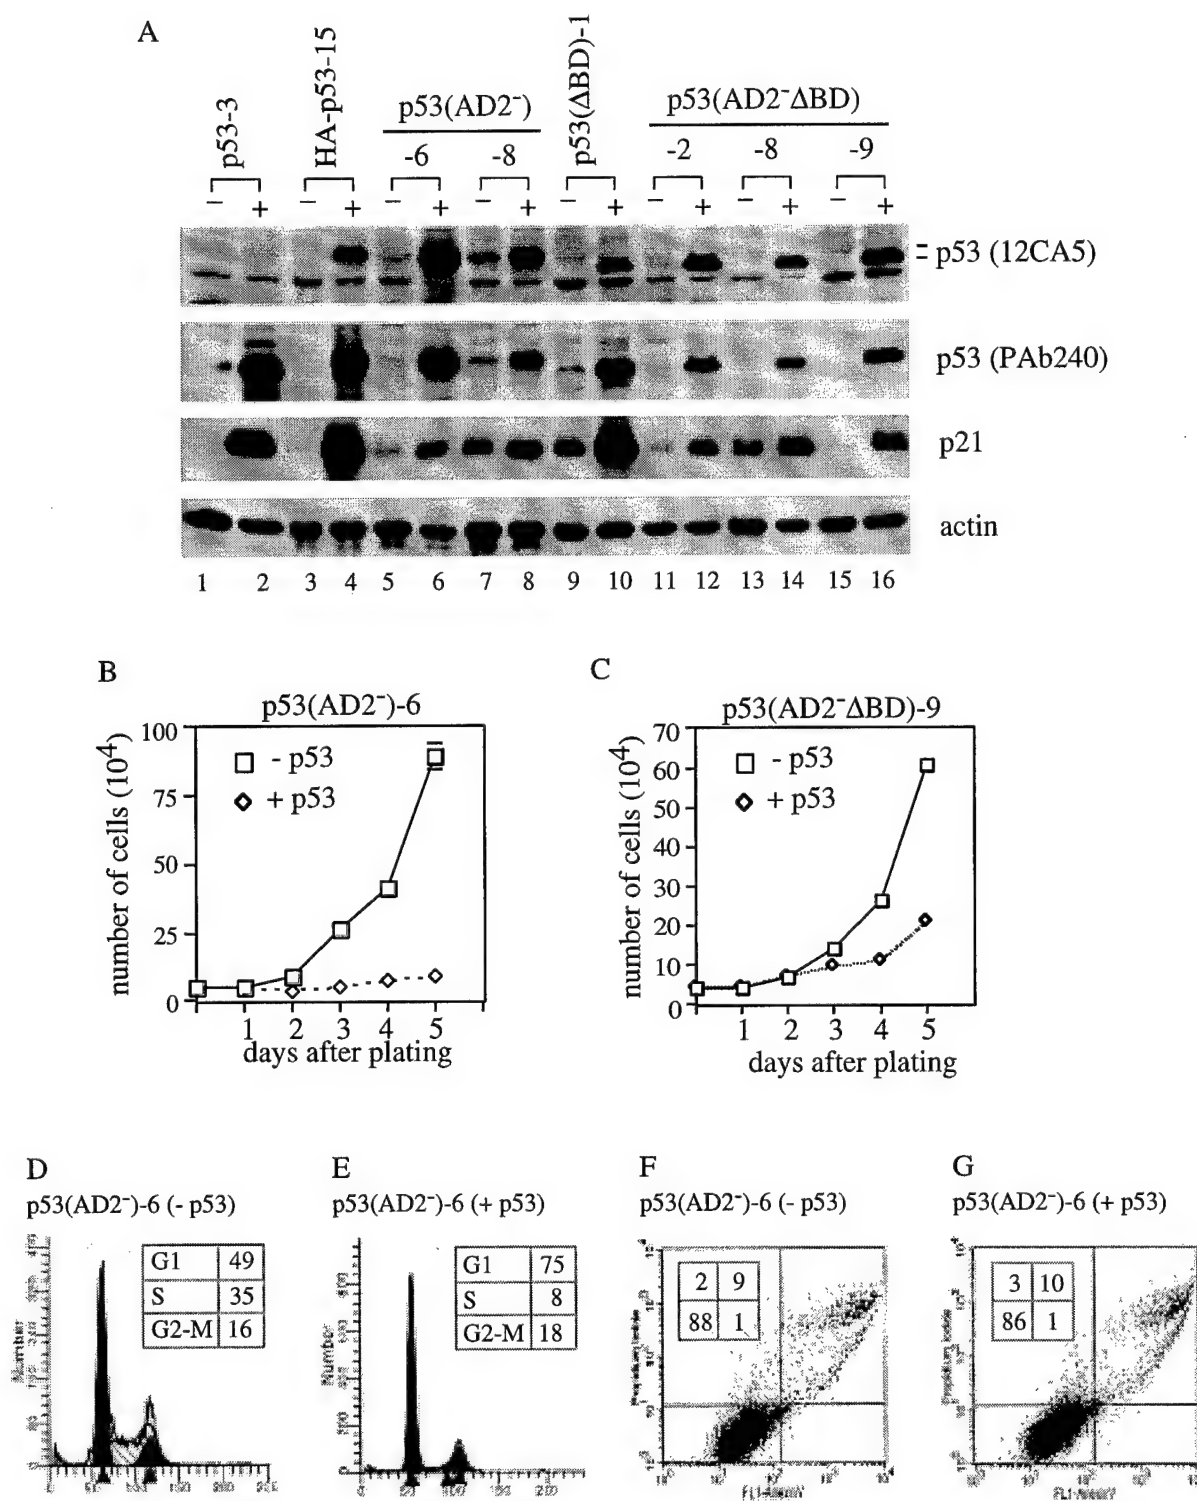 A
p53-3
HA-p53-15
p53(AD2⁻)
p53(ΔBD)-1
p53(AD2⁻ΔBD)
-6
-8
-2
-8
-9
− + − + − + − + − + − + − + − +
p53 (12CA5)
p53 (PAb240)
p21
actin
1 2 3 4 5 6 7 8 9 10 11 12 13 14 15 16
B
p53(AD2⁻)-6
number of cells (10⁴)
100
75
50
25
0
- p53
+ p53
1 2 3 4 5
days after plating
C
p53(AD2⁻ΔBD)-9
number of cells (10⁴)
70
60
50
40
30
20
10
0
- p53
+ p53
1 2 3 4 5
days after plating
D
p53(AD2⁻)-6 (- p53)
Number
G1 49
S 35
G2-M 16
E
p53(AD2⁻)-6 (+ p53)
Number
G1 75
S 8
G2-M 18
F
p53(AD2⁻)-6 (- p53)
Propidium Iodide
2 9
88 1
G
p53(AD2⁻)-6 (+ p53)
Propidium Iodide
3 10
86 1